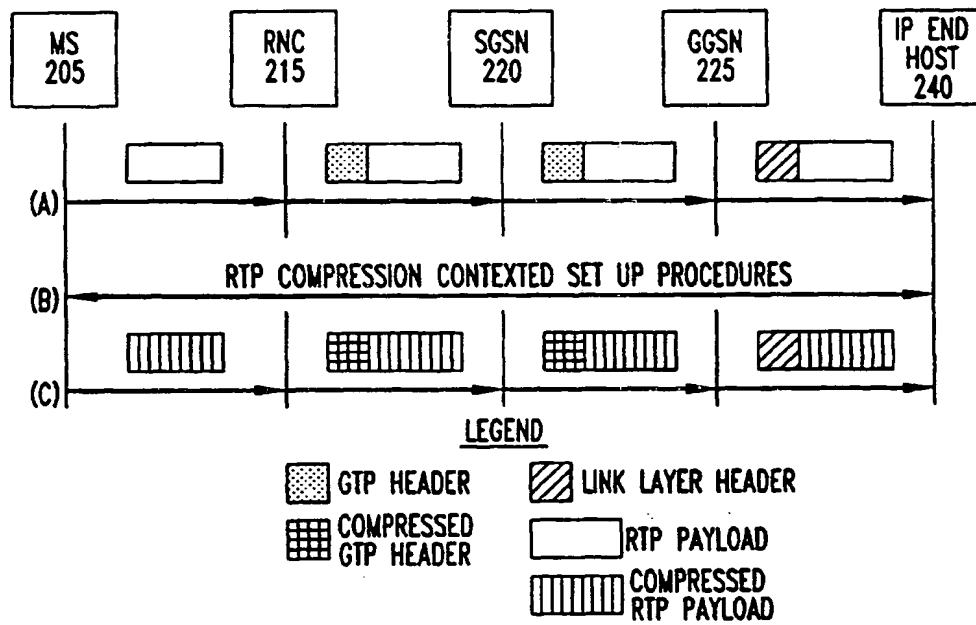 MS
205
RNC
215
SGSN
220
GGSN
225
IP END
HOST
240
(A)
RTP COMPRESSION CONTEXTED SET UP PROCEDURES
(B)
(C)
LEGEND
GTP HEADER
LINK LAYER HEADER
COMPRESSED
GTP HEADER
RTP PAYLOAD
COMPRESSED
RTP PAYLOAD